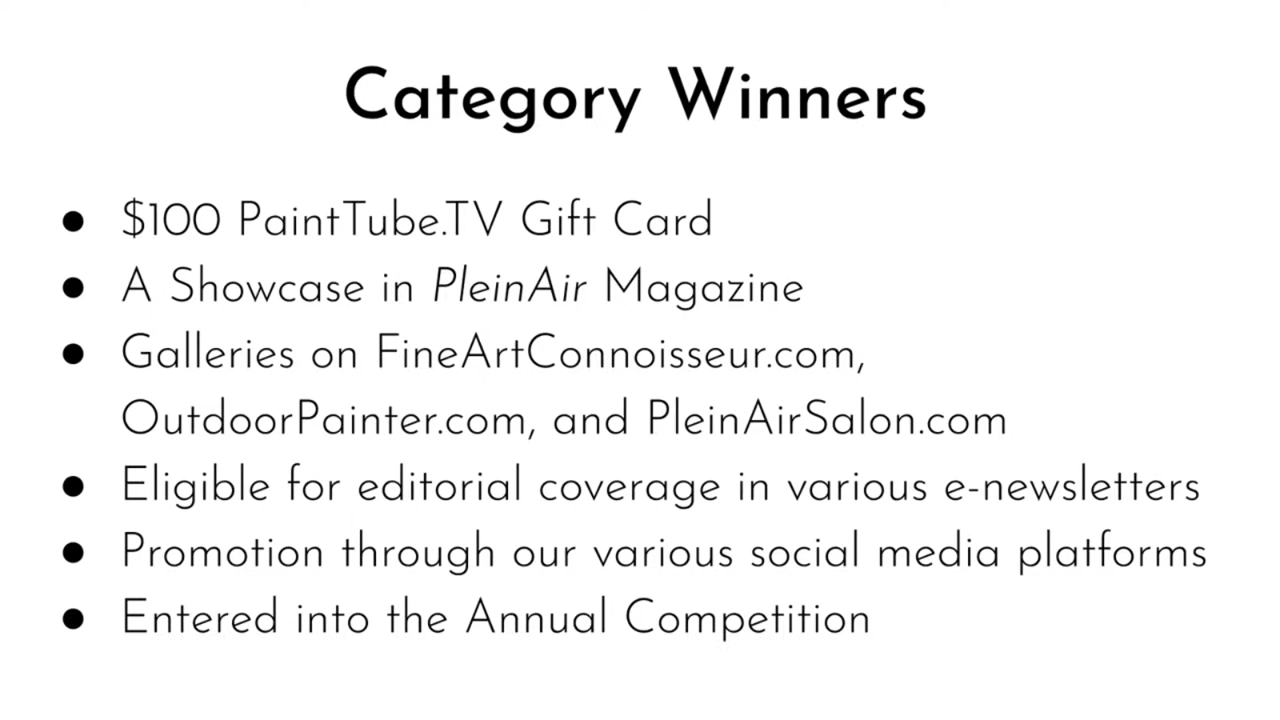 Category Winners
● $100 PaintTube.TV Gift Card
● A Showcase in PleinAir Magazine
● Galleries on FineArtConnoisseur.com,
OutdoorPainter.com, and PleinAirSalon.com
● Eligible for editorial coverage in various e-newsletters
● Promotion through our various social media platforms
● Entered into the Annual Competition